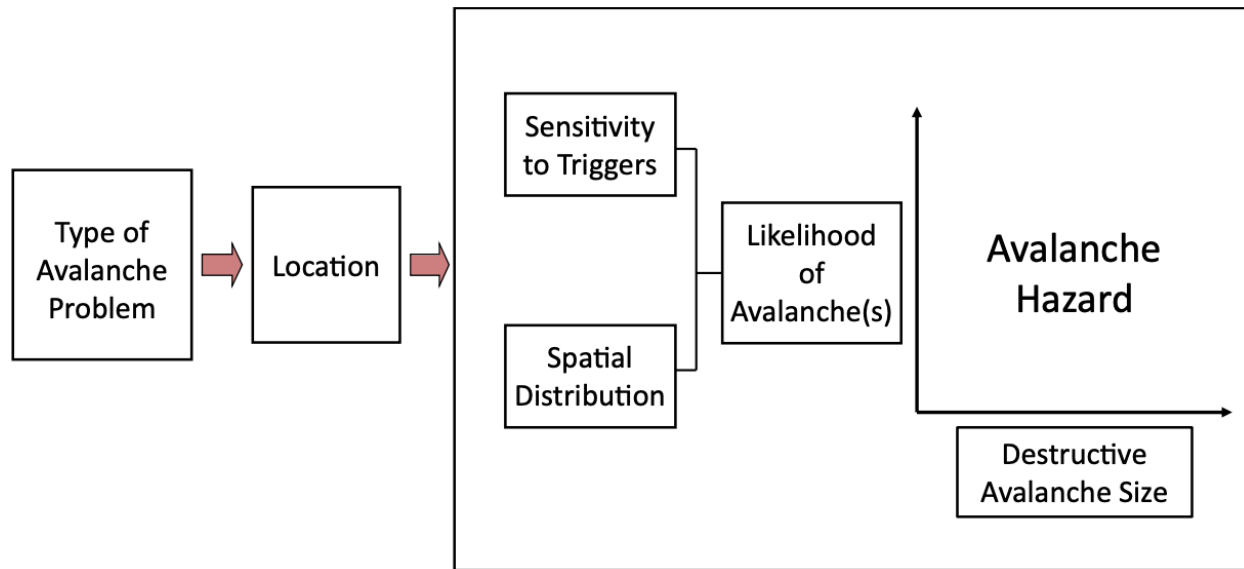 Type of
Avalanche
Problem
Location
Sensitivity
to Triggers
Spatial
Distribution
Likelihood
of
Avalanche(s)
Avalanche
Hazard
Destructive
Avalanche Size